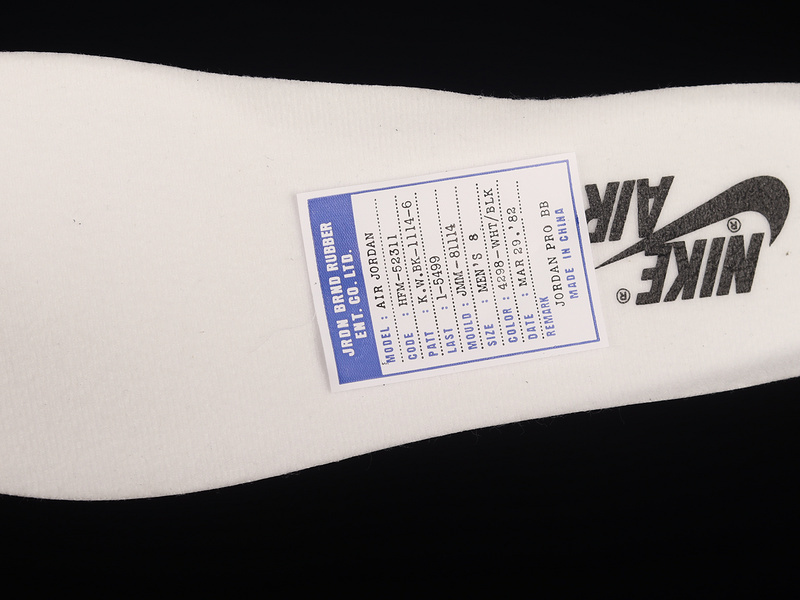 JRDN BRND RUBBER
ENT. CO. LTD.
MODEL : AIR JORDAN
CODE : HFM-52311
PATT : K.W.BK-1114-6
LAST : 1-5499
MOULD : JMM-81114
SIZE : MEN'S 8
COLOR : 4298-WHT/BLK
DATE : MAR 29.'82
REMARK JORDAN PRO BB
MADE IN CHINA
NIKE®
AIR®